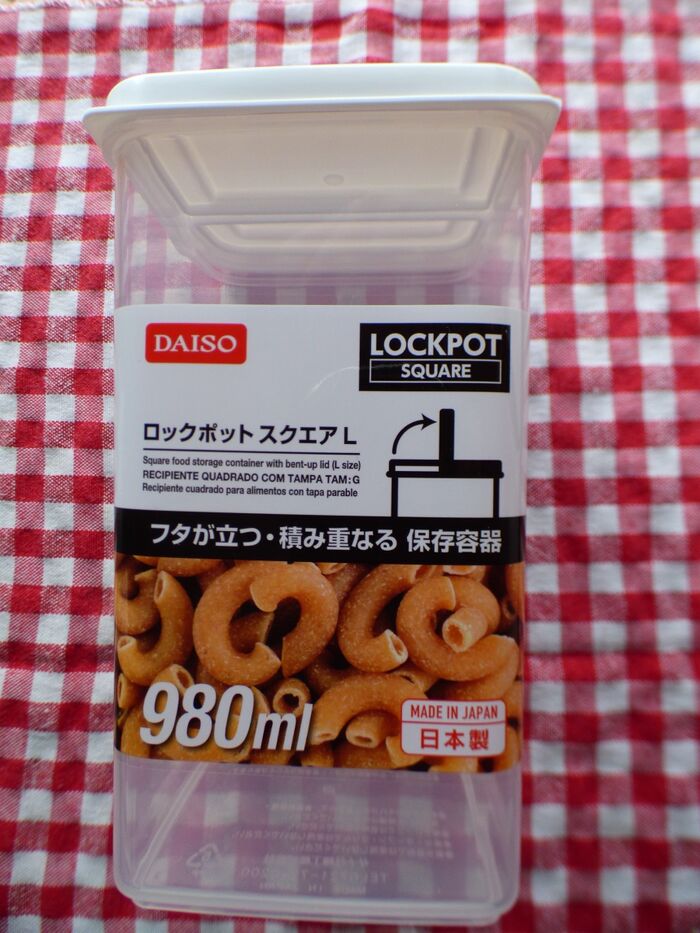 DAISO
LOCKPOT
SQUARE
ロックポット スクエア L
Square food storage container with bent-up lid (L size)
RECIPIENTE QUADRADO COM TAMPA TAM:G
Recipiente cuadrado para alimentos con tapa parable
フタが立つ・積み重なる 保存容器
980ml
MADE IN JAPAN
日本製